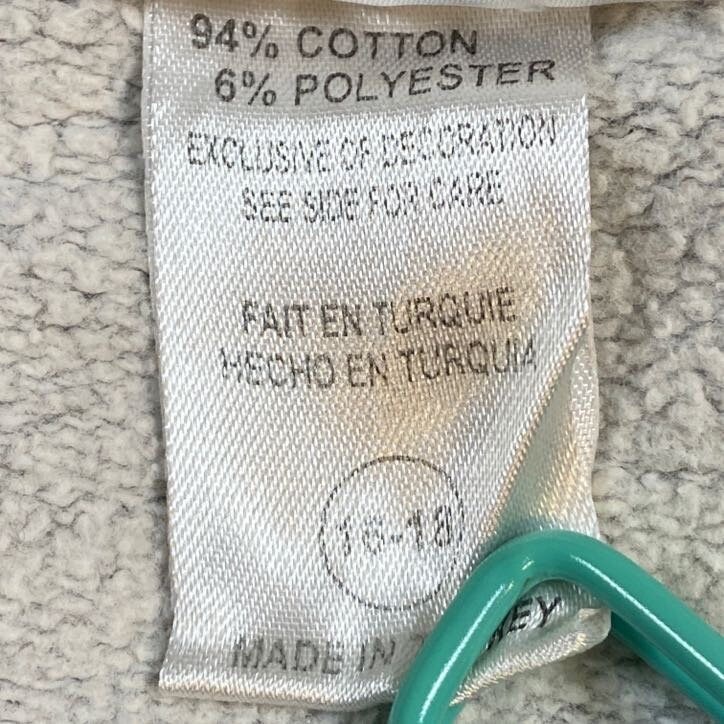 94% COTTON
6% POLYESTER
EXCLUSIVE OF DECORATION
SEE SIDE FOR CARE
FAIT EN TURQUIE
HECHO EN TURQUIA
16-18
MADE IN